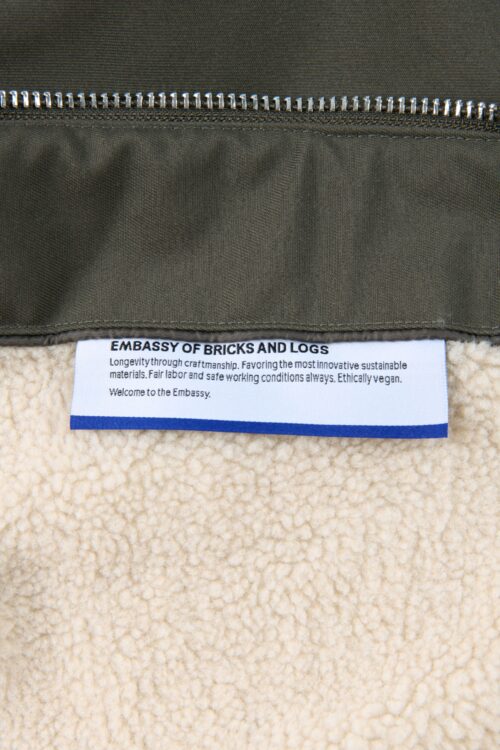 EMBASSY OF BRICKS AND LOGS
Longevity through craftmanship. Favoring the most innovative sustainable
materials. Fair labor and safe working conditions always. Ethically vegan.
Welcome to the Embassy.